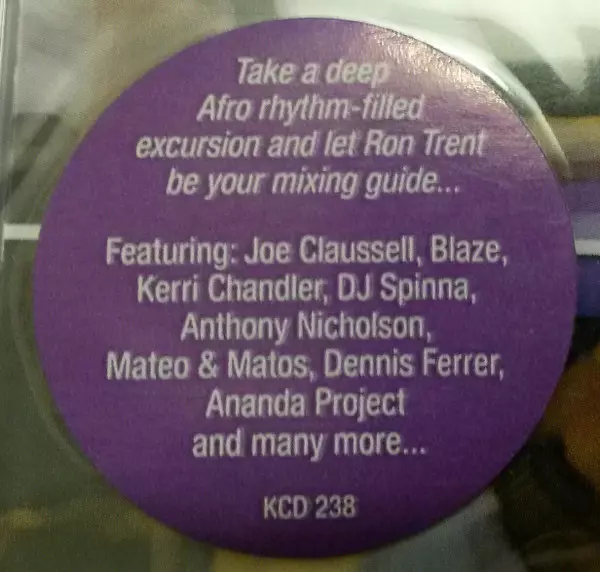 Take a deep
Afro rhythm-filled
excursion and let Ron Trent
be your mixing guide...
Featuring: Joe Claussell, Blaze,
Kerri Chandler, DJ Spinna,
Anthony Nicholson,
Mateo & Matos, Dennis Ferrer,
Ananda Project
and many more...
KCD 238